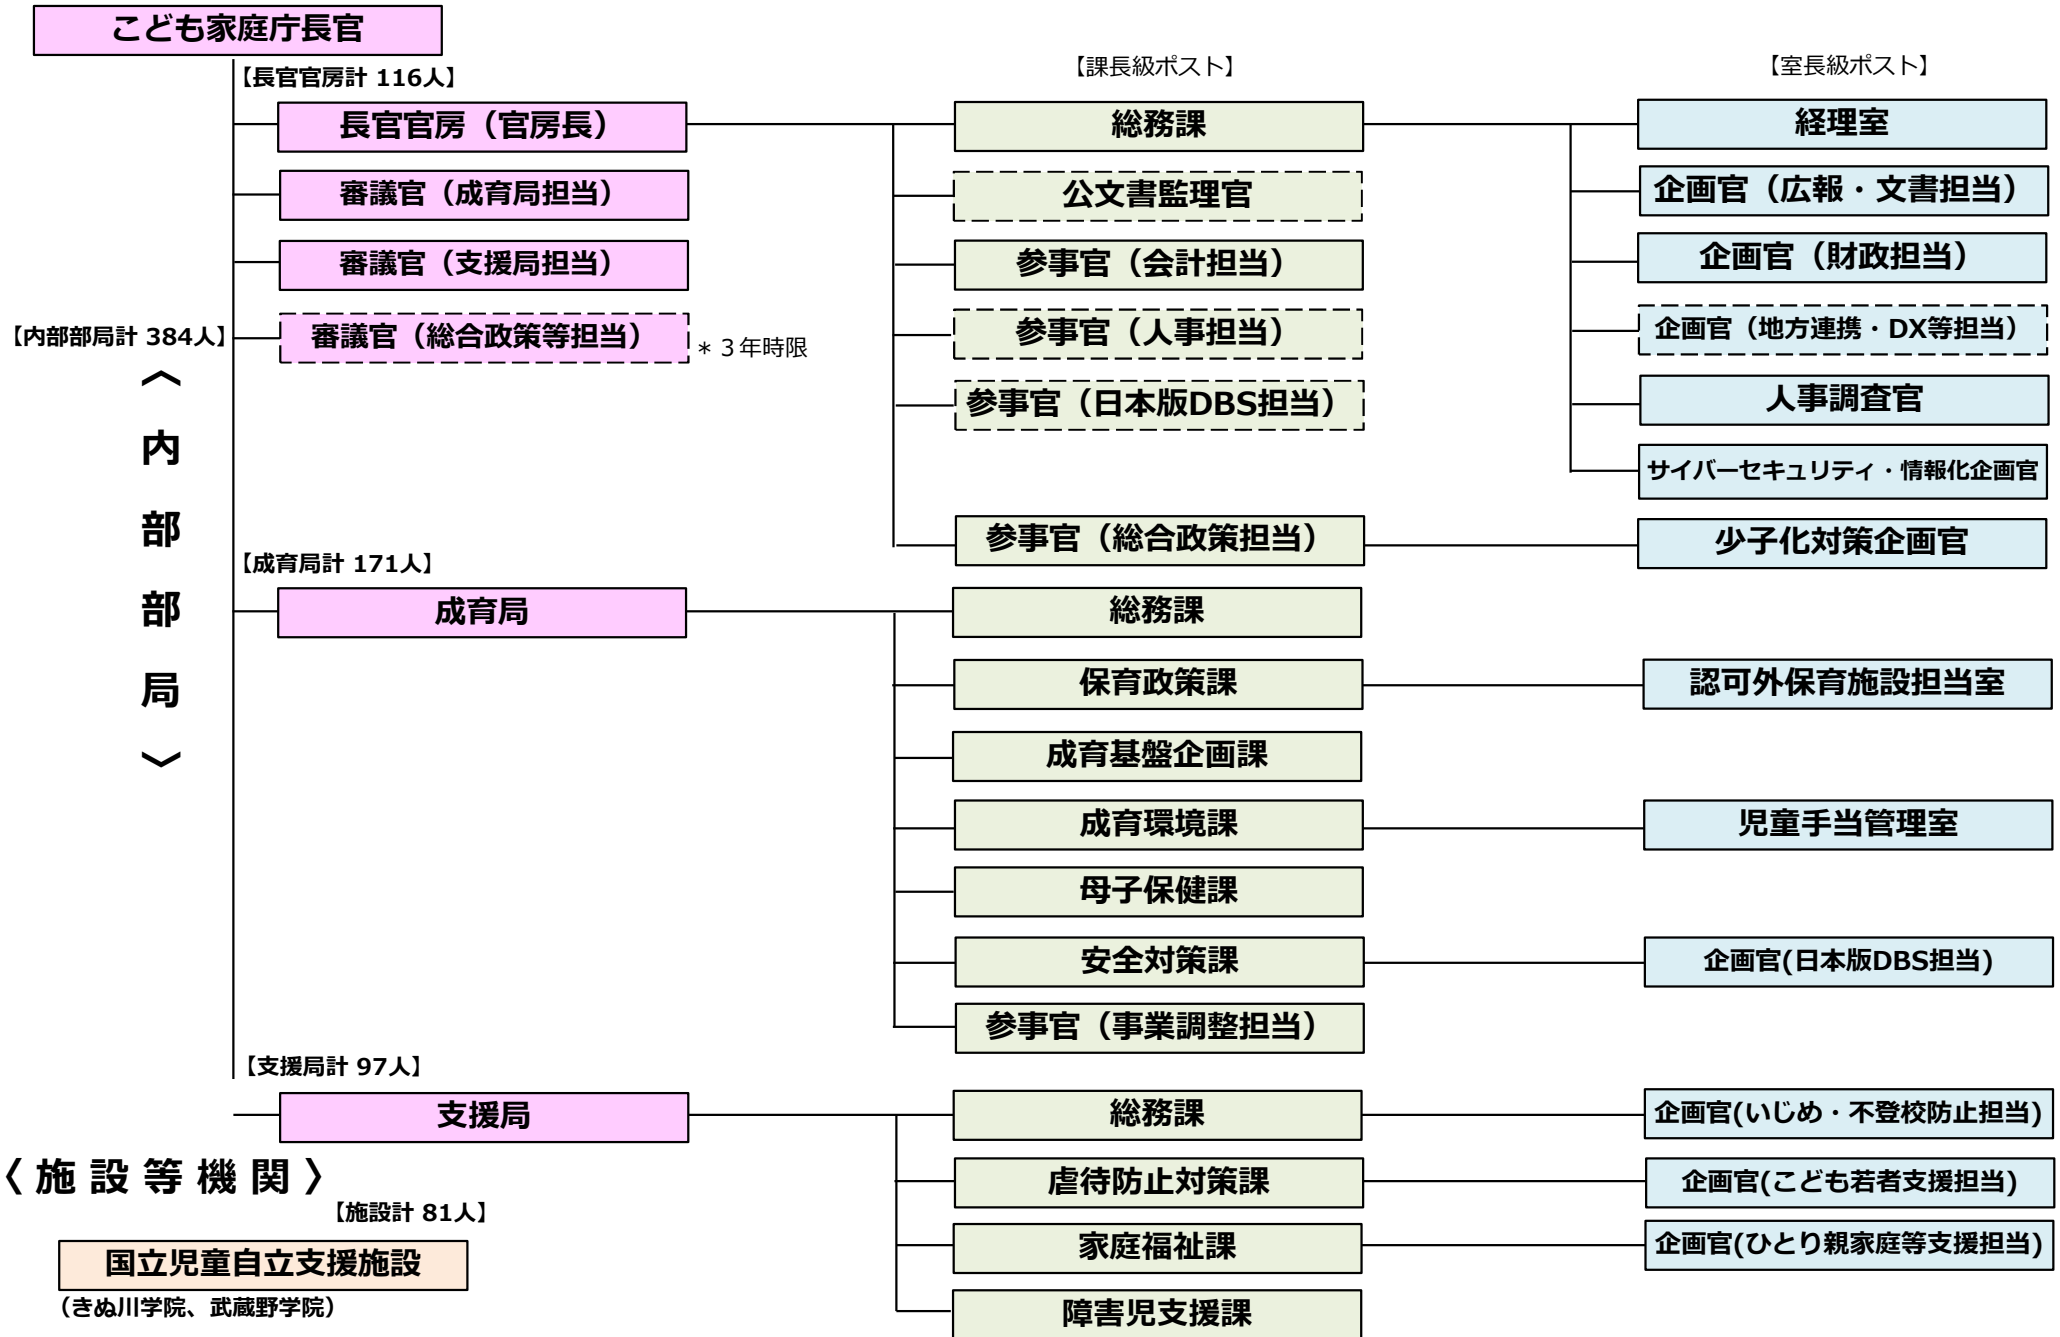 こども家庭庁長官
【長官官房計 116人】
【課長級ポスト】
【室長級ポスト】
長官官房（官房長）
総務課
経理室
審議官（成育局担当）
公文書監理官
企画官（広報・文書担当）
審議官（支援局担当）
参事官（会計担当）
企画官（財政担当）
【内部部局計 384人】
審議官（総合政策等担当）
＊３年時限
参事官（人事担当）
企画官（地方連携・DX等担当）
参事官（日本版DBS担当）
人事調査官
サイバーセキュリティ・情報化企画官
参事官（総合政策担当）
少子化対策企画官
〈内部部局〉
【成育局計 171人】
成育局
総務課
保育政策課
認可外保育施設担当室
成育基盤企画課
成育環境課
児童手当管理室
母子保健課
安全対策課
企画官(日本版DBS担当)
参事官（事業調整担当）
【支援局計 97人】
支援局
総務課
企画官(いじめ・不登校防止担当)
虐待防止対策課
企画官(こども若者支援担当)
家庭福祉課
企画官(ひとり親家庭等支援担当)
障害児支援課
〈施設等機関〉
【施設計 81人】
国立児童自立支援施設
（きぬ川学院、武蔵野学院）